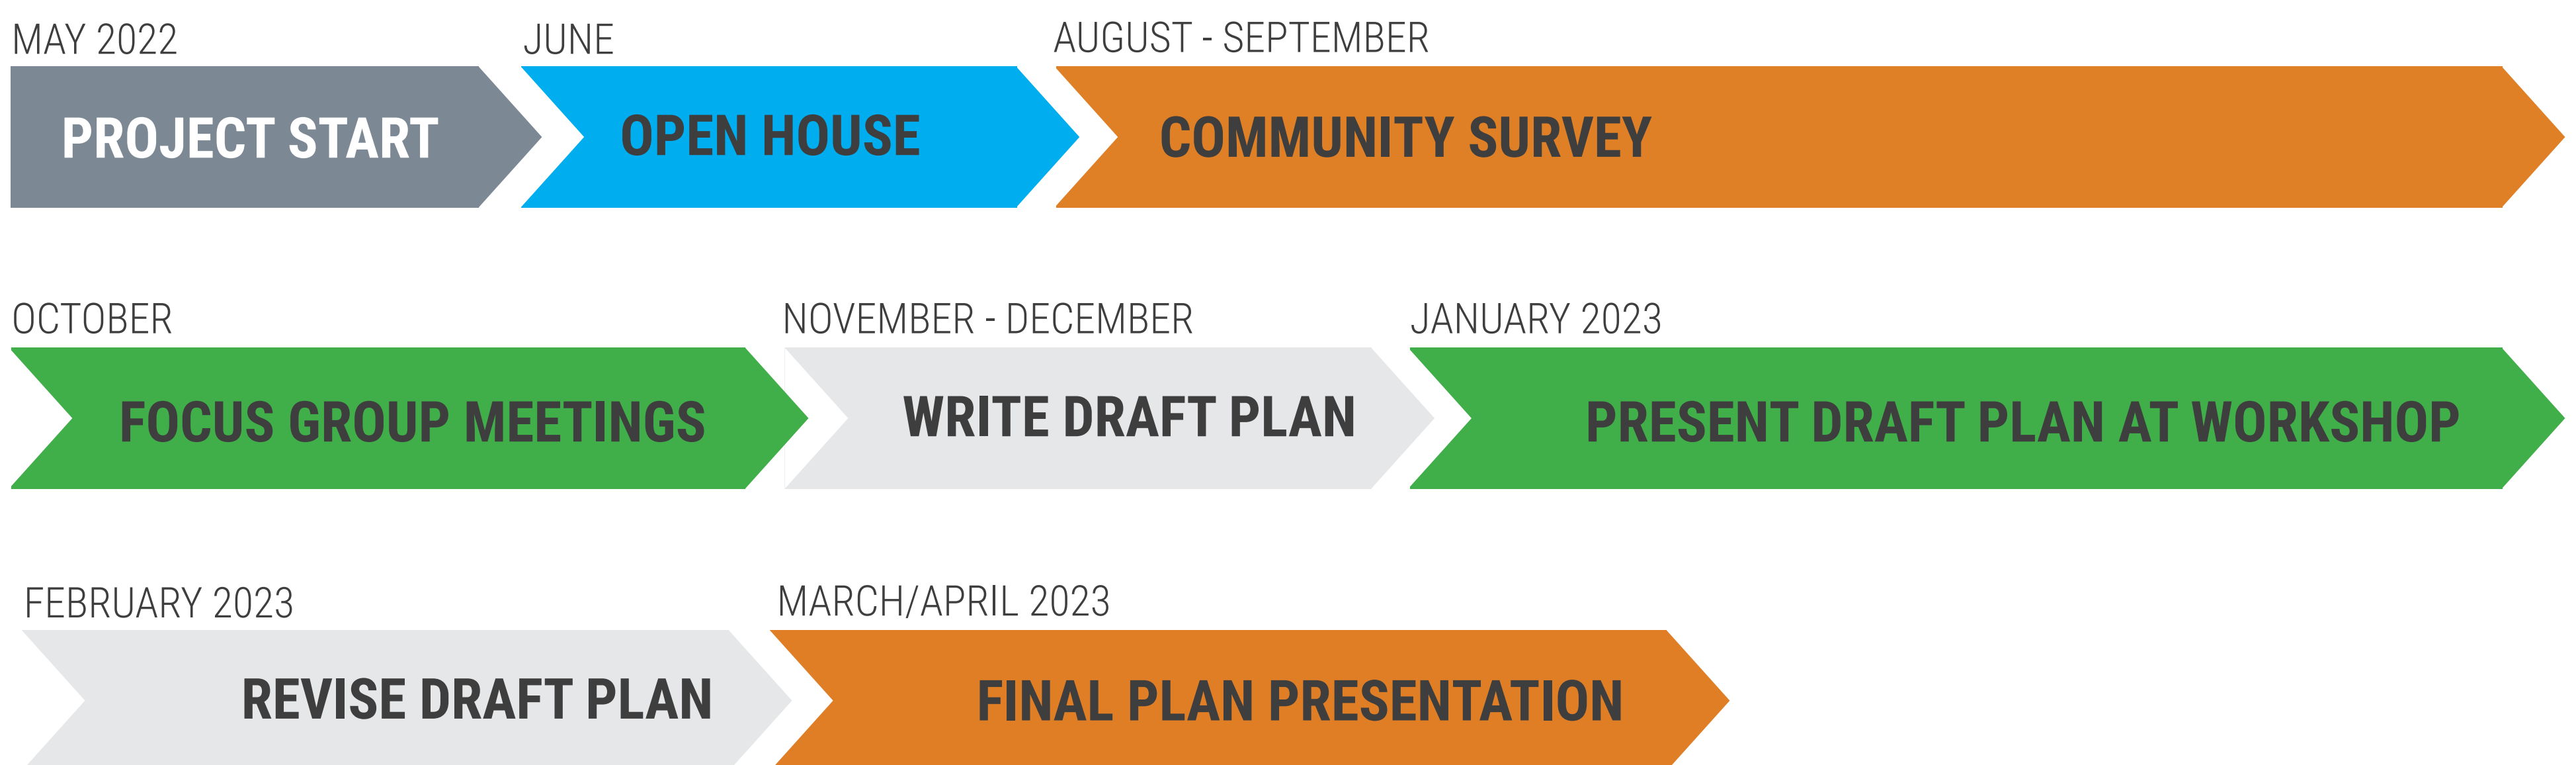 MAY 2022
PROJECT START
JUNE
OPEN HOUSE
AUGUST - SEPTEMBER
COMMUNITY SURVEY
OCTOBER
FOCUS GROUP MEETINGS
NOVEMBER - DECEMBER
WRITE DRAFT PLAN
JANUARY 2023
PRESENT DRAFT PLAN AT WORKSHOP
FEBRUARY 2023
REVISE DRAFT PLAN
MARCH/APRIL 2023
FINAL PLAN PRESENTATION